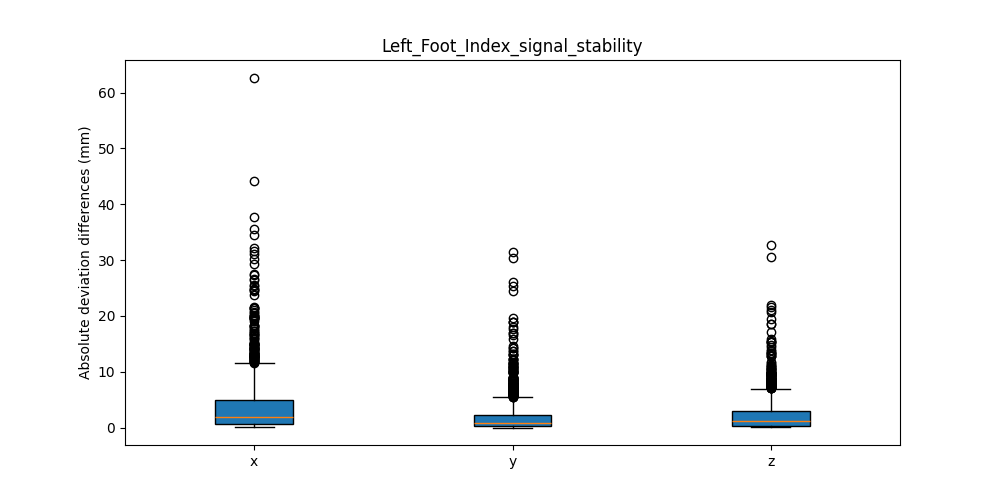 Left_Foot_Index_signal_stability
Absolute deviation differences (mm)
60
50
40
30
20
10
0
x y z